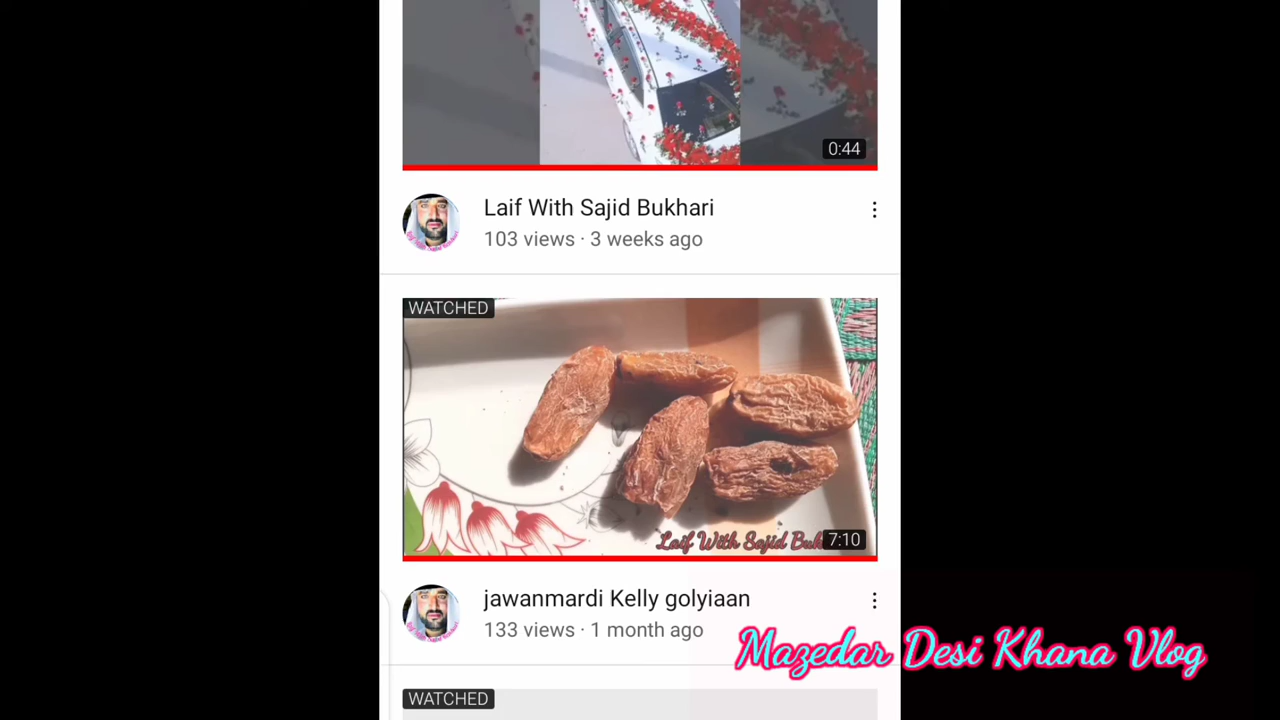 0:44
Laif With Sajid Bukhari
103 views · 3 weeks ago
WATCHED
Laif With Sajid Buk
7:10
jawanmardi Kelly golyiaan
133 views · 1 month ago
Mazedar Desi Khana Vlog
WATCHED